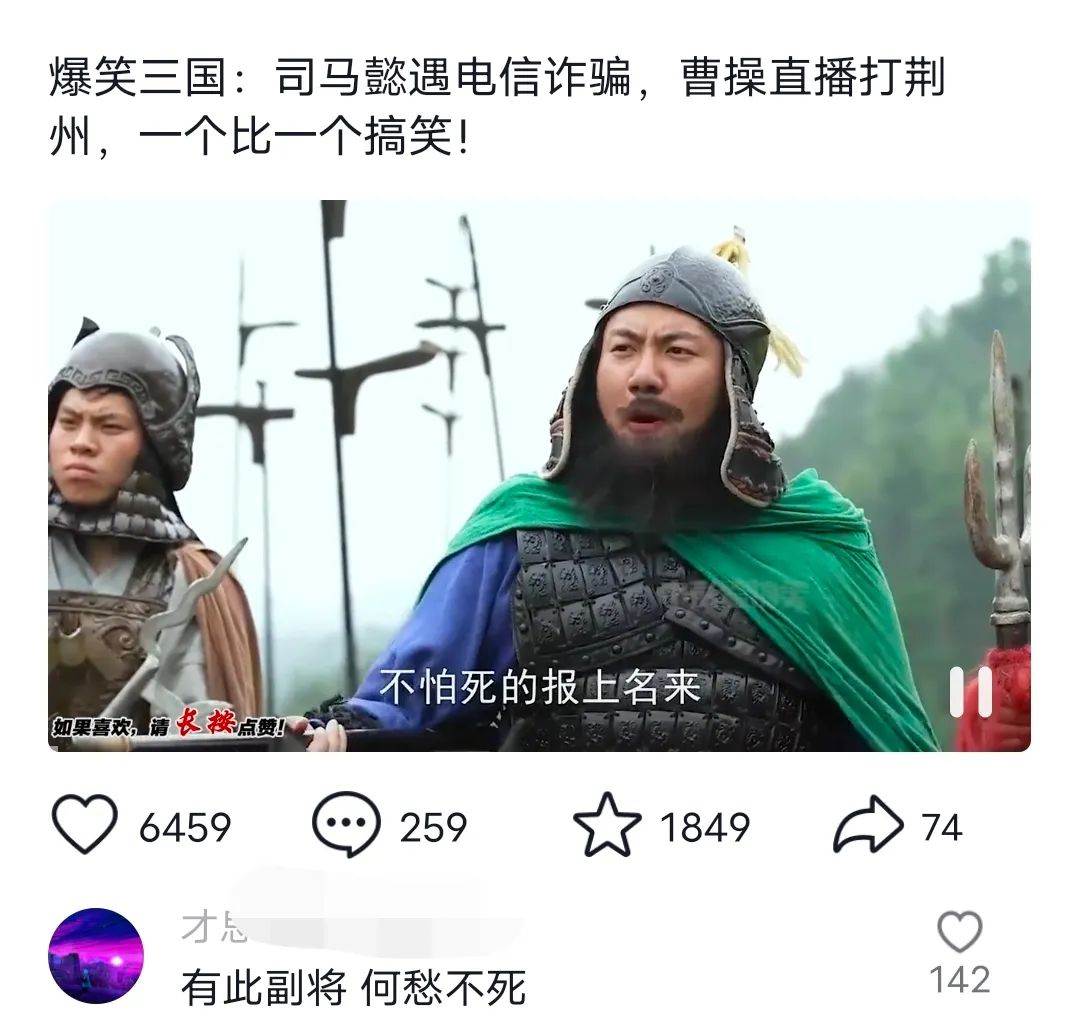 爆笑三国：司马懿遇电信诈骗，曹操直播打荆
州，一个比一个搞笑！
不怕死的报上名来
如果喜欢，请长按点赞！
6459
259
1849
74
才思
有此副将 何愁不死
142